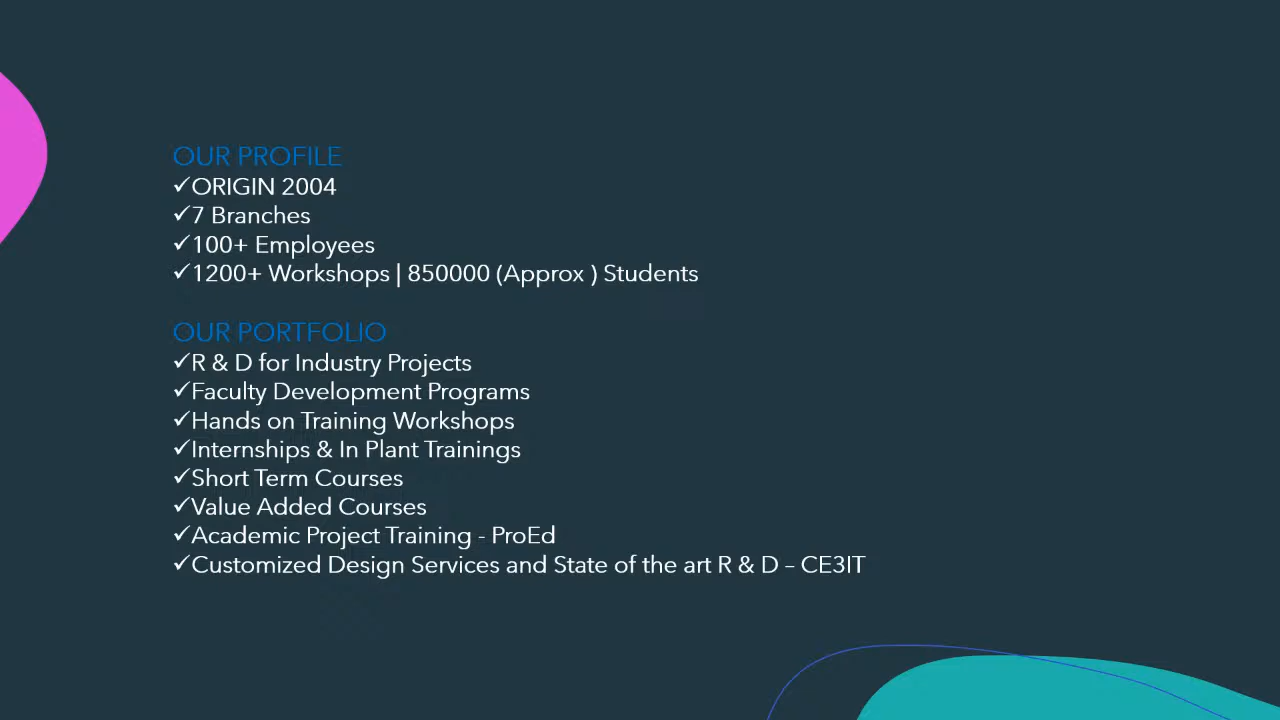 OUR PROFILE
✓ORIGIN 2004
✓7 Branches
✓100+ Employees
✓1200+ Workshops | 850000 (Approx ) Students
OUR PORTFOLIO
✓R & D for Industry Projects
✓Faculty Development Programs
✓Hands on Training Workshops
✓Internships & In Plant Trainings
✓Short Term Courses
✓Value Added Courses
✓Academic Project Training - ProEd
✓Customized Design Services and State of the art R & D – CE3IT